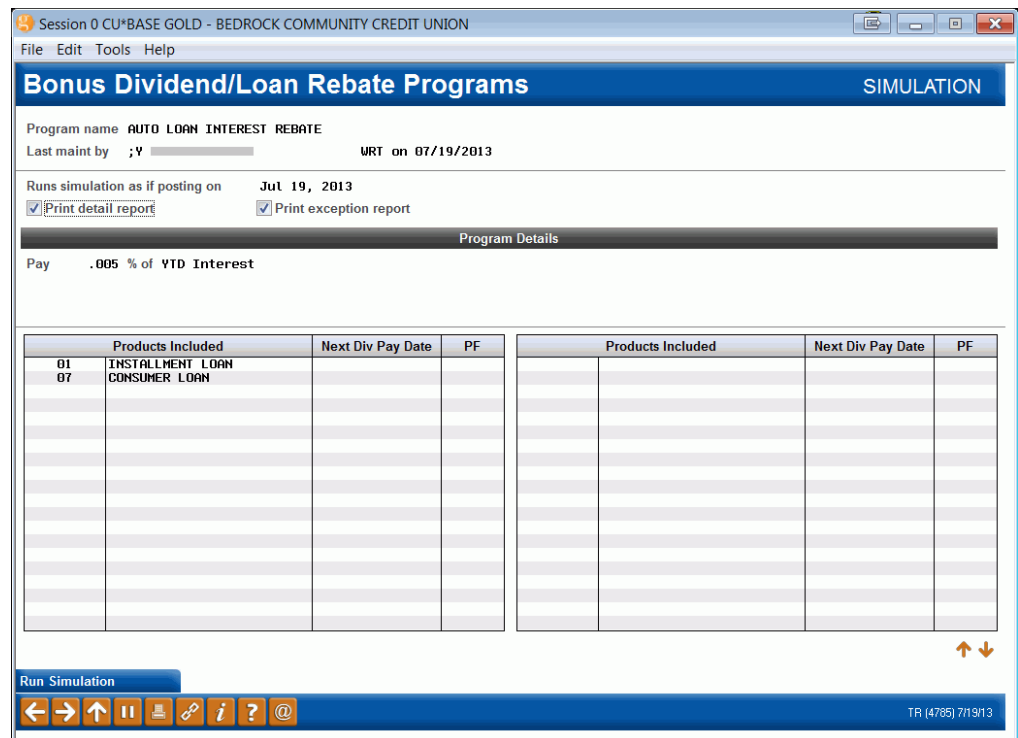 Session 0 CU*BASE GOLD - BEDROCK COMMUNITY CREDIT UNION
File Edit Tools Help
Bonus Dividend/Loan Rebate Programs SIMULATION
Program name AUTO LOAN INTEREST REBATE
Last maint by ;Y WRT on 07/19/2013
Runs simulation as if posting on Jul 19, 2013
Print detail report Print exception report
Program Details
Pay .005 % of YTD Interest
Products Included Next Div Pay Date PF Products Included Next Div Pay Date PF
01 INSTALLMENT LOAN
07 CONSUMER LOAN
Run Simulation
i ? @ TR (4785) 7/19/13